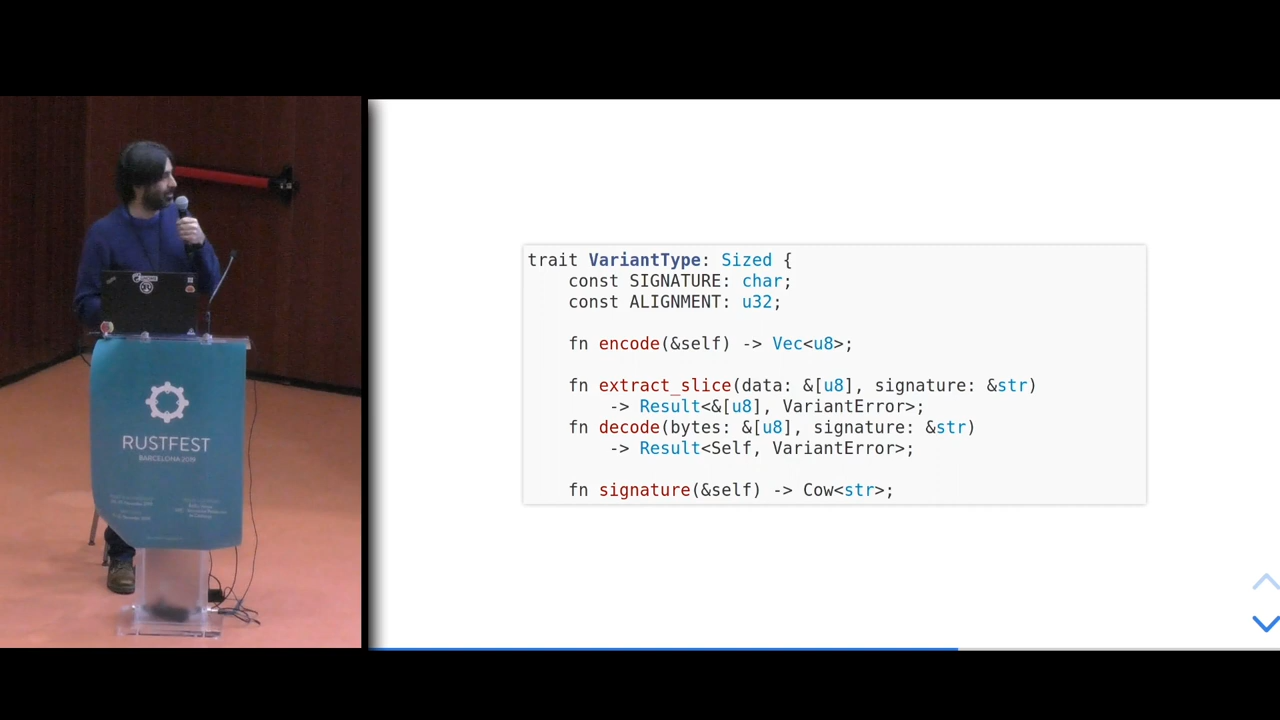 RUSTFEST
BARCELONA 2019
trait VariantType: Sized {
    const SIGNATURE: char;
    const ALIGNMENT: u32;
    fn encode(&self) -> Vec<u8>;
    fn extract_slice(data: &[u8], signature: &str)
        -> Result<&[u8], VariantError>;
    fn decode(bytes: &[u8], signature: &str)
        -> Result<Self, VariantError>;
    fn signature(&self) -> Cow<str>;